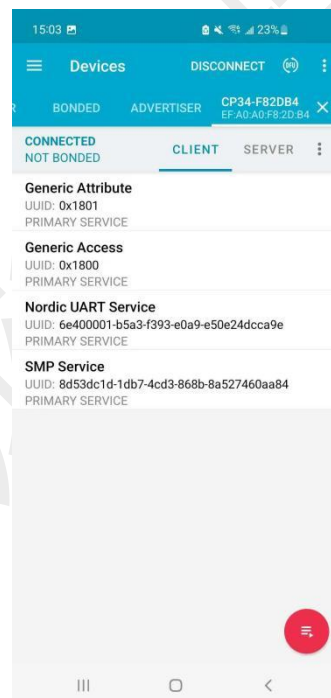 15:03
23%
Devices
DISCONNECT
R
BONDED
ADVERTISER
CP34-F82DB4
EF:A0:A0:F8:2D:B4
CONNECTED
NOT BONDED
CLIENT
SERVER
Generic Attribute
UUID: 0x1801
PRIMARY SERVICE
Generic Access
UUID: 0x1800
PRIMARY SERVICE
Nordic UART Service
UUID: 6e400001-b5a3-f393-e0a9-e50e24dcca9e
PRIMARY SERVICE
SMP Service
UUID: 8d53dc1d-1db7-4cd3-868b-8a527460aa84
PRIMARY SERVICE